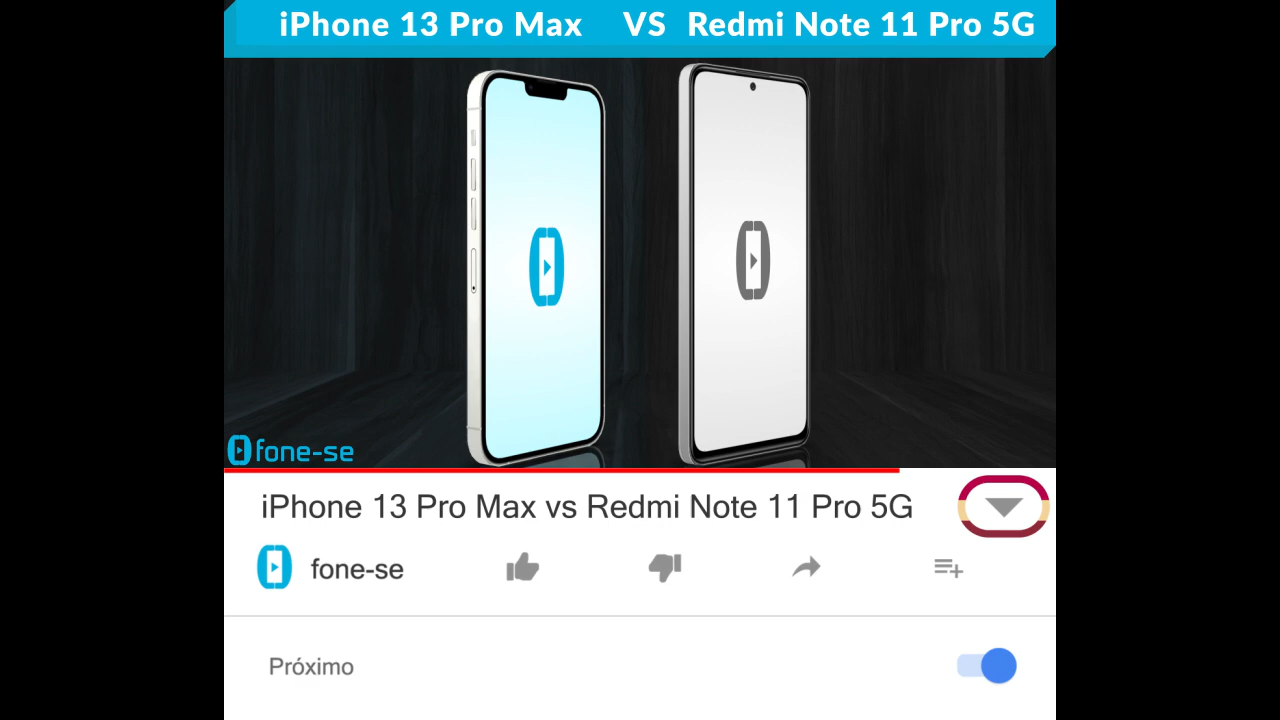 iPhone 13 Pro Max VS Redmi Note 11 Pro 5G
fone-se
iPhone 13 Pro Max vs Redmi Note 11 Pro 5G
fone-se
Próximo